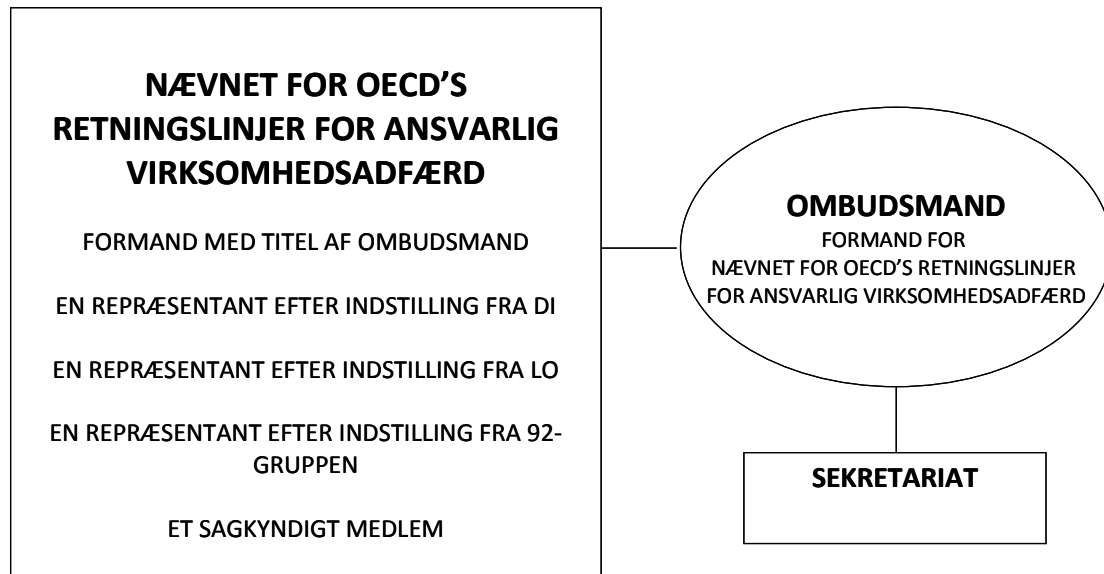 NÆVNET FOR OECD’S
RETNINGSLINJER FOR ANSVARLIG
VIRKSOMHEDSADFÆRD
FORMAND MED TITEL AF OMBUDSMAND
EN REPRÆSENTANT EFTER INDSTILLING FRA DI
EN REPRÆSENTANT EFTER INDSTILLING FRA LO
EN REPRÆSENTANT EFTER INDSTILLING FRA 92-
GRUPPEN
ET SAGKYNDIGT MEDLEM
OMBUDSMAND
FORMAND FOR
NÆVNET FOR OECD’S RETNINGSLINJER
FOR ANSVARLIG VIRKSOMHEDSADFÆRD
SEKRETARIAT